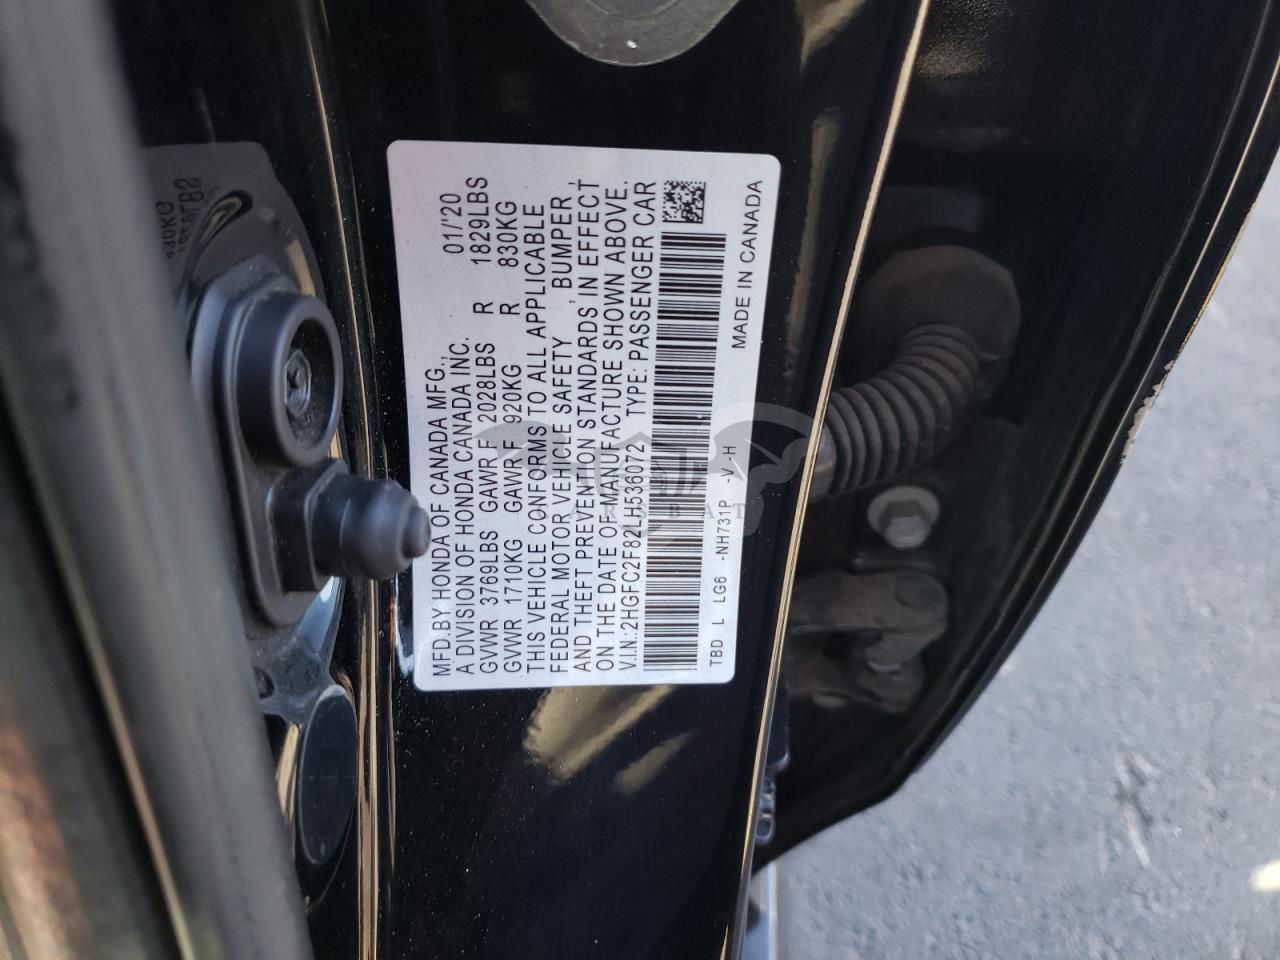 MFD.BY HONDA OF CANADA MFG., 01/'20
A DIVISION OF HONDA CANADA INC.
GVWR 3769LBS GAWR F 2028LBS R 1829LBS
GVWR 1710KG GAWR F 920KG R 830KG
THIS VEHICLE CONFORMS TO ALL APPLICABLE
FEDERAL MOTOR VEHICLE SAFETY , BUMPER ,
AND THEFT PREVENTION STANDARDS IN EFFECT
ON THE DATE OF MANUFACTURE SHOWN ABOVE.
V.I.N.:2HGFC2F82LH536072 TYPE: PASSENGER CAR
TBD L LG6 -NH731P -V-H MADE IN CANADA
830KG